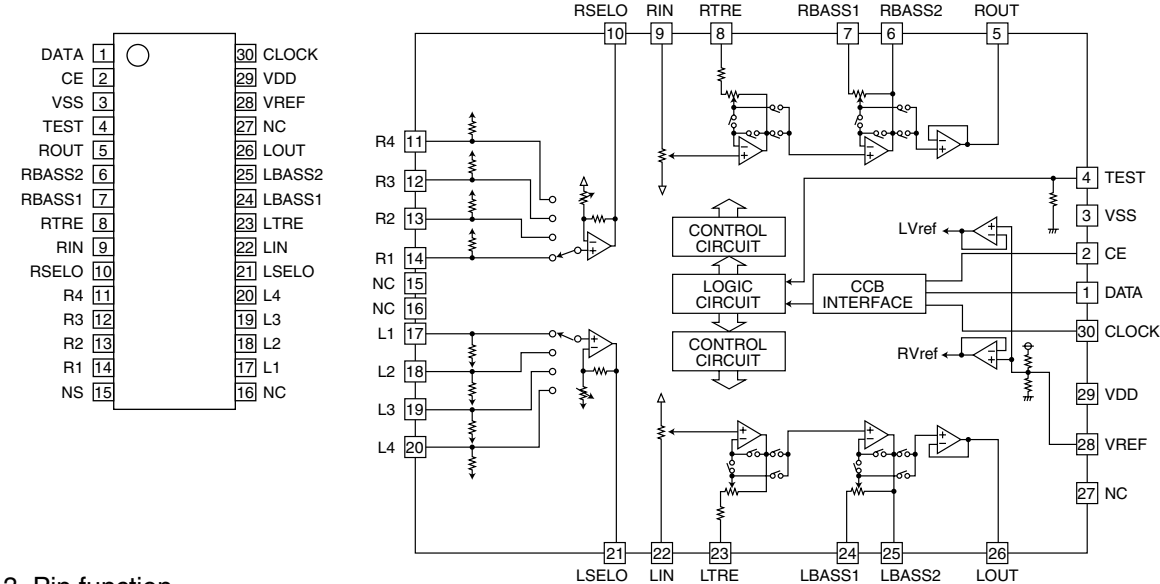 DATA 1 30 CLOCK
CE 2 29 VDD
VSS 3 28 VREF
TEST 4 27 NC
ROUT 5 26 LOUT
RBASS2 6 25 LBASS2
RBASS1 7 24 LBASS1
RTRE 8 23 LTRE
RIN 9 22 LIN
RSELO 10 21 LSELO
R4 11 20 L4
R3 12 19 L3
R2 13 18 L2
R1 14 17 L1
NS 15 16 NC
RSELO RIN RTRE RBASS1 RBASS2 ROUT
10 9 8 7 6 5
R4 11
R3 12
R2 13
R1 14
NC 15
NC 16
L1 17
L2 18
L3 19
L4 20
CONTROL
CIRCUIT
LOGIC
CIRCUIT
CONTROL
CIRCUIT
CCB
INTERFACE
LVref
RVref
4 TEST
3 VSS
2 CE
1 DATA
30 CLOCK
29 VDD
28 VREF
27 NC
21 22 23 24 25 26
LSELO LIN LTRE LBASS1 LBASS2 LOUT